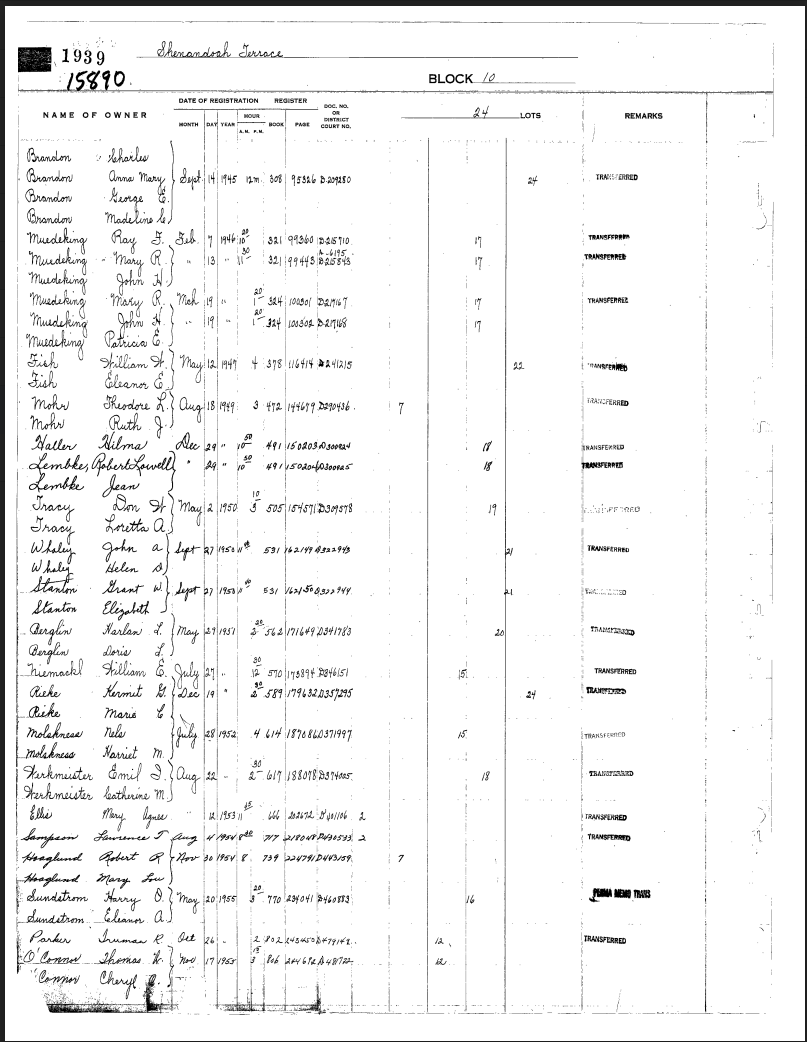 1939 Shenandoah Terrace
15890
BLOCK 10
DATE OF REGISTRATION REGISTER DOC. NO. OR DISTRICT COURT NO.
NAME OF OWNER MONTH DAY YEAR HOUR A.M. P.M. BOOK PAGE 24 LOTS REMARKS
Brandon Charles
Brandon Anna Mary Sept 14 1945 12m 308 95326 D.209280 24 TRANSFERRED
Brandon George E.
Brandon Madeline C.
Muedeking Ray F. Feb. 7 1946 10 20 321 99360 D215710 17 TRANSFERRED
Muedeking Mary R. " 13 " 11 30 321 99443 D215843 17 TRANSFERRED
Muedeking John H.
Muedeking Mary R. Mch 19 " 1 20 324 100301 D217167 17 TRANSFERRED
Muedeking John H. " 19 " 1 20 324 100302 D217168 17
Muedeking Patricia E.
Fish William H. May 12 1947 4 378 116414 D241215 22 TRANSFERRED
Fish Eleanor E.
Mohr Theodore L. Aug 18 1949 3 472 144679 D290436 7 TRANSFERRED
Mohr Ruth J.
Haller Hilma Dec 29 " 10 50 491 150203 D300824 18 TRANSFERRED
Lembke, Robert Lowell " 29 " 10 50 491 150204 D300825 18 TRANSFERRED
Lembke Jean
Tracy Don H May 2 1950 3 10 505 154571 D309578 19 TRANSFERRED
Tracy Loretta A.
Whaley John A Sept 27 1950 11 40 531 162149 D322943 21 TRANSFERRED
Whaley Helen D
Stanton Grant W. Sept 27 1950 11 40 531 162150 D322944 21 TRANSFERRED
Stanton Elizabeth
Berglin Harlan L. May 29 1951 2 20 562 171649 D341783 20 TRANSFERRED
Berglin Doris L.
Niemackl William E. July 27 " 12 30 570 173894 D346151 15 TRANSFERRED
Rieke Kermit G. Dec 19 " 2 30 589 179632 D357295 24 TRANSFERRED
Rieke Marie C
Molskness Nels July 28 1952 4 614 187086 D371997 15 TRANSFERRED
Molskness Harriet M.
Werkmeister Emil J. Aug 22 " 2 30 617 188078 D374005 18 TRANSFERRED
Werkmeister Catherine M.
Ellis Mary Agnes " 12 1953 11 666 202672 D401106 2 TRANSFERRED
Sampson Lawrence T Aug 4 1954 8 717 218048 D430533 2 TRANSFERRED
Hoaglund Robert R Nov 30 1954 8 739 224791 D443159 7
Hoaglund Mary Lou
Sundstrom Harry O. May 20 1955 3 20 770 234041 D460883 16 PERMA MEMO TRANS
Sundstrom Eleanor A.
Parker Truman R. Oct 26 " 2 802 243450 D479142 12 TRANSFERRED
O'Connor Thomas W. Nov 17 1955 3 15 806 244672 D481722 12
"Connor Cheryl C.